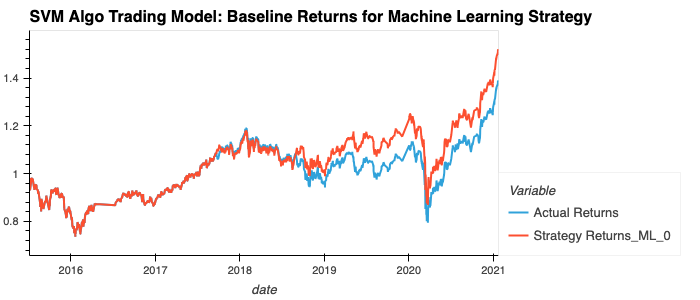 SVM Algo Trading Model: Baseline Returns for Machine Learning Strategy
1.4
1.2
1
0.8
2016 2017 2018 2019 2020 2021
date
Variable
Actual Returns
Strategy Returns_ML_0